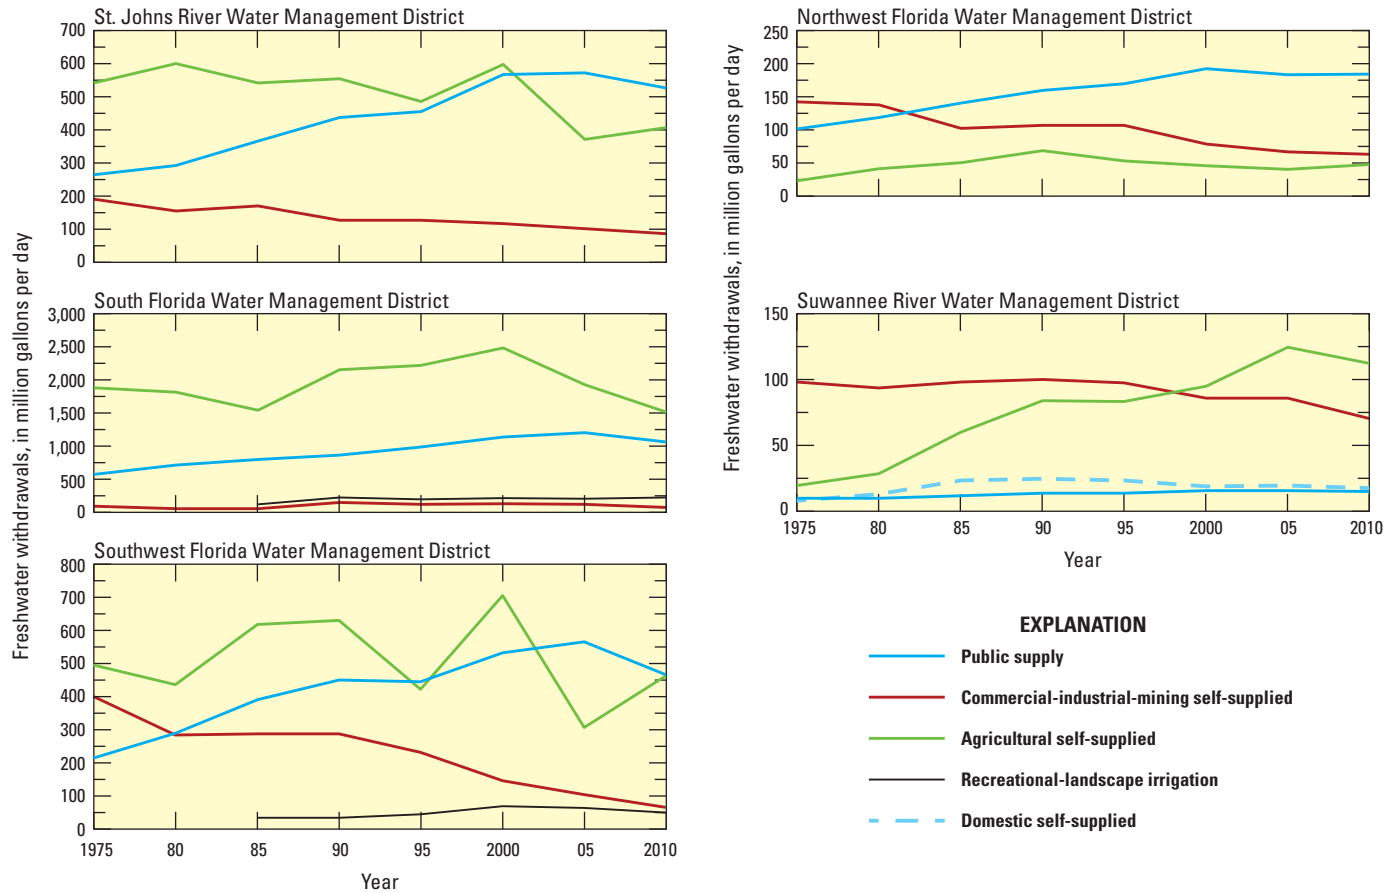 St. Johns River Water Management District
700
600
500
400
300
200
100
0
South Florida Water Management District
3,000
2,500
2,000
1,500
1,000
500
0
Southwest Florida Water Management District
800
700
600
500
400
300
200
100
0
1975 80 85 90 95 2000 05 2010
Year
Freshwater withdrawals, in million gallons per day
Northwest Florida Water Management District
250
200
150
100
50
0
Suwannee River Water Management District
150
100
50
0
1975 80 85 90 95 2000 05 2010
Year
Freshwater withdrawals, in million gallons per day
EXPLANATION
Public supply
Commercial-industrial-mining self-supplied
Agricultural self-supplied
Recreational-landscape irrigation
Domestic self-supplied